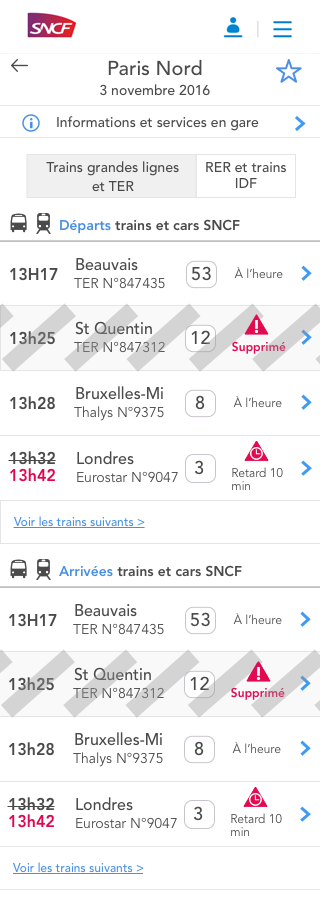 SNCF
Paris Nord
3 novembre 2016
Informations et services en gare
Trains grandes lignes
et TER
RER et trains
IDF
Départs trains et cars SNCF
13H17
Beauvais
TER N°847435
53
À l'heure
13h25
St Quentin
TER N°847312
12
Supprimé
13h28
Bruxelles-Mi
Thalys N°9375
8
À l'heure
13h32
13h42
Londres
Eurostar N°9047
3
Retard 10
min
Voir les trains suivants >
Arrivées trains et cars SNCF
13H17
Beauvais
TER N°847435
53
À l'heure
13h25
St Quentin
TER N°847312
12
Supprimé
13h28
Bruxelles-Mi
Thalys N°9375
8
À l'heure
13h32
13h42
Londres
Eurostar N°9047
3
Retard 10
min
Voir les trains suivants >